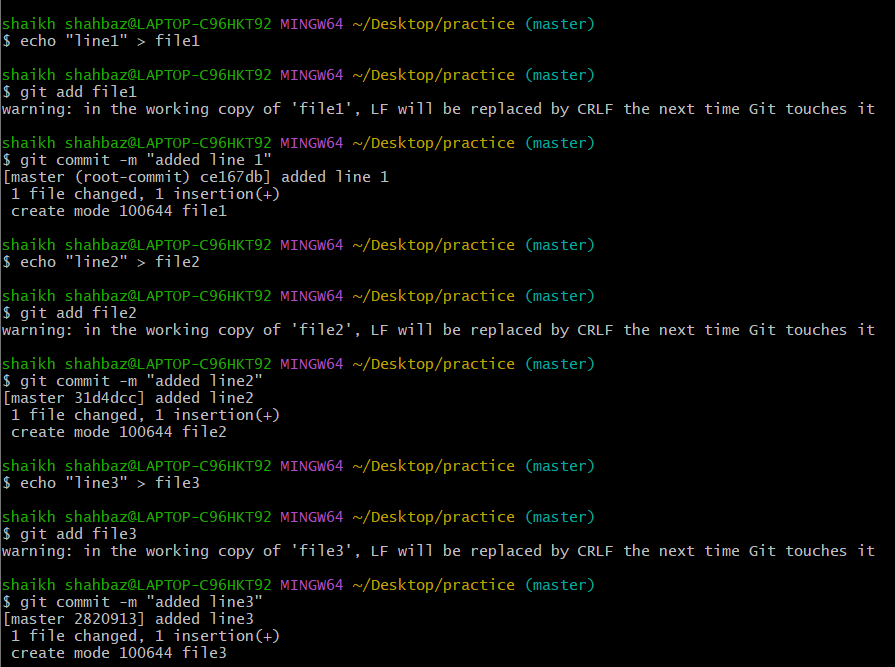 shaikh shahbaz@LAPTOP-C96HKT92 MINGW64 ~/Desktop/practice (master)
$ echo "line1" > file1
shaikh shahbaz@LAPTOP-C96HKT92 MINGW64 ~/Desktop/practice (master)
$ git add file1
warning: in the working copy of 'file1', LF will be replaced by CRLF the next time Git touches it
shaikh shahbaz@LAPTOP-C96HKT92 MINGW64 ~/Desktop/practice (master)
$ git commit -m "added line 1"
[master (root-commit) ce167db] added line 1
 1 file changed, 1 insertion(+)
 create mode 100644 file1
shaikh shahbaz@LAPTOP-C96HKT92 MINGW64 ~/Desktop/practice (master)
$ echo "line2" > file2
shaikh shahbaz@LAPTOP-C96HKT92 MINGW64 ~/Desktop/practice (master)
$ git add file2
warning: in the working copy of 'file2', LF will be replaced by CRLF the next time Git touches it
shaikh shahbaz@LAPTOP-C96HKT92 MINGW64 ~/Desktop/practice (master)
$ git commit -m "added line2"
[master 31d4dcc] added line2
 1 file changed, 1 insertion(+)
 create mode 100644 file2
shaikh shahbaz@LAPTOP-C96HKT92 MINGW64 ~/Desktop/practice (master)
$ echo "line3" > file3
shaikh shahbaz@LAPTOP-C96HKT92 MINGW64 ~/Desktop/practice (master)
$ git add file3
warning: in the working copy of 'file3', LF will be replaced by CRLF the next time Git touches it
shaikh shahbaz@LAPTOP-C96HKT92 MINGW64 ~/Desktop/practice (master)
$ git commit -m "added line3"
[master 2820913] added line3
 1 file changed, 1 insertion(+)
 create mode 100644 file3